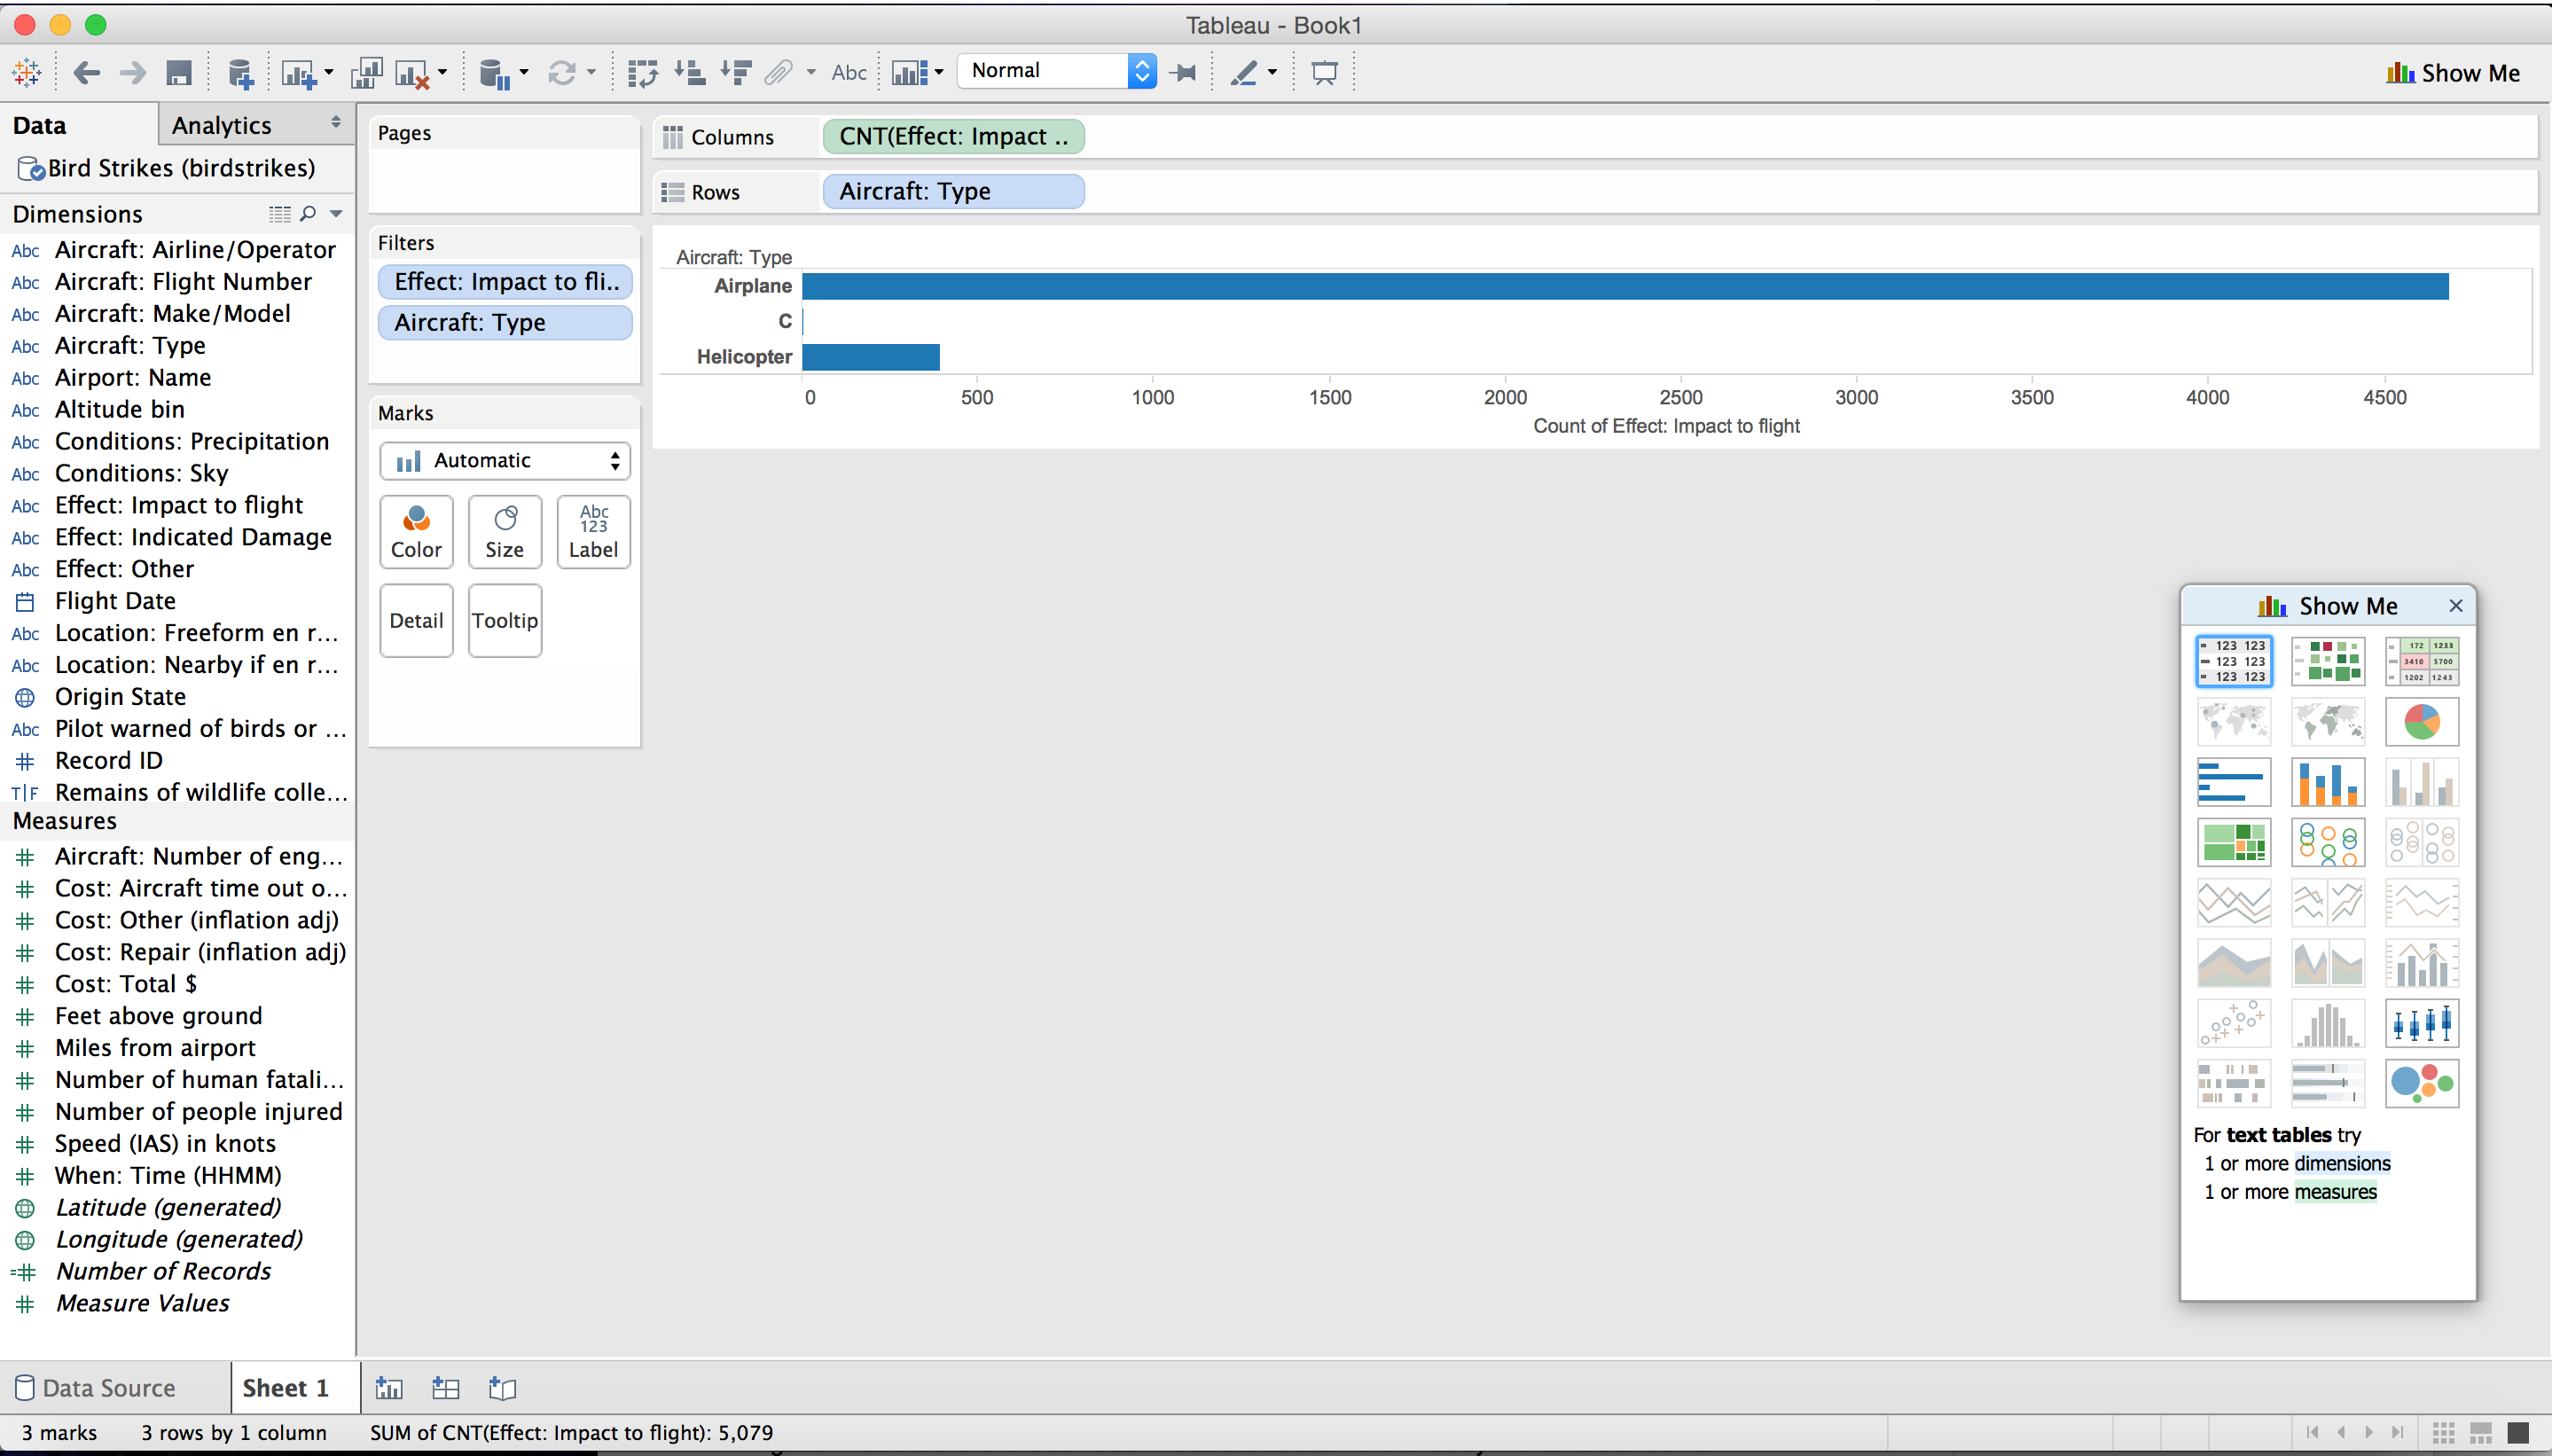 Tableau - Book1
Abc
Normal
Show Me
Data
Analytics
Bird Strikes (birdstrikes)
Dimensions
Abc Aircraft: Airline/Operator
Abc Aircraft: Flight Number
Abc Aircraft: Make/Model
Abc Aircraft: Type
Abc Airport: Name
Abc Altitude bin
Abc Conditions: Precipitation
Abc Conditions: Sky
Abc Effect: Impact to flight
Abc Effect: Indicated Damage
Abc Effect: Other
Flight Date
Abc Location: Freeform en r...
Abc Location: Nearby if en r...
Origin State
Abc Pilot warned of birds or ...
# Record ID
T|F Remains of wildlife colle...
Measures
# Aircraft: Number of eng...
# Cost: Aircraft time out o...
# Cost: Other (inflation adj)
# Cost: Repair (inflation adj)
# Cost: Total $
# Feet above ground
# Miles from airport
# Number of human fatali...
# Number of people injured
# Speed (IAS) in knots
# When: Time (HHMM)
Latitude (generated)
Longitude (generated)
=# Number of Records
# Measure Values
Pages
Filters
Effect: Impact to fli..
Aircraft: Type
Marks
Automatic
Color
Size
Abc
123
Label
Detail
Tooltip
Columns
CNT(Effect: Impact ..
Rows
Aircraft: Type
Aircraft: Type
Airplane
C
Helicopter
0 500 1000 1500 2000 2500 3000 3500 4000 4500
Count of Effect: Impact to flight
Show Me
123 123
123 123
123 123
172 1233
3410 5700
1202 1243
For text tables try
1 or more dimensions
1 or more measures
Data Source
Sheet 1
3 marks
3 rows by 1 column
SUM of CNT(Effect: Impact to flight): 5,079